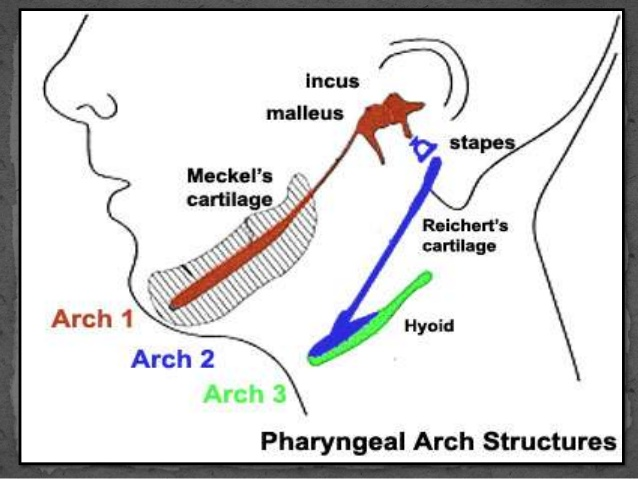 incus
malleus
stapes
Meckel's
cartilage
Reichert's
cartilage
Arch 1
Hyoid
Arch 2
Arch 3
Pharyngeal Arch Structures